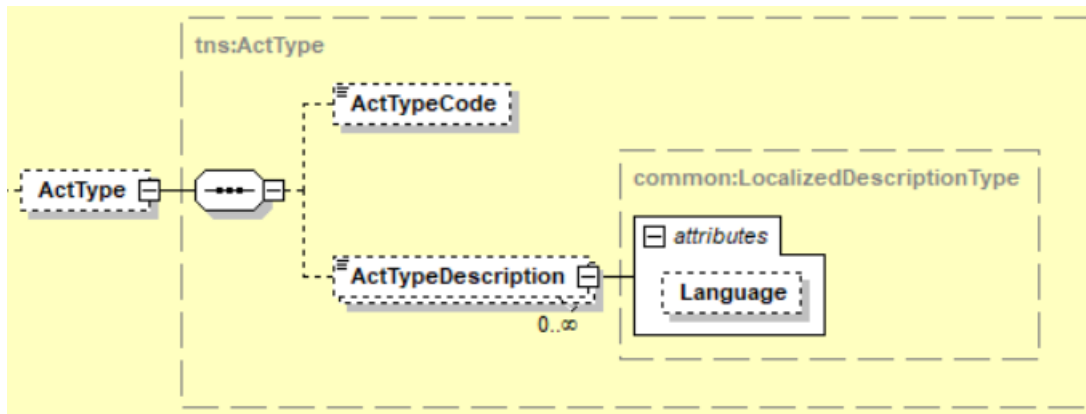 tns:ActType
ActTypeCode
ActType
common:LocalizedDescriptionType
attributes
ActTypeDescription
Language
0..∞